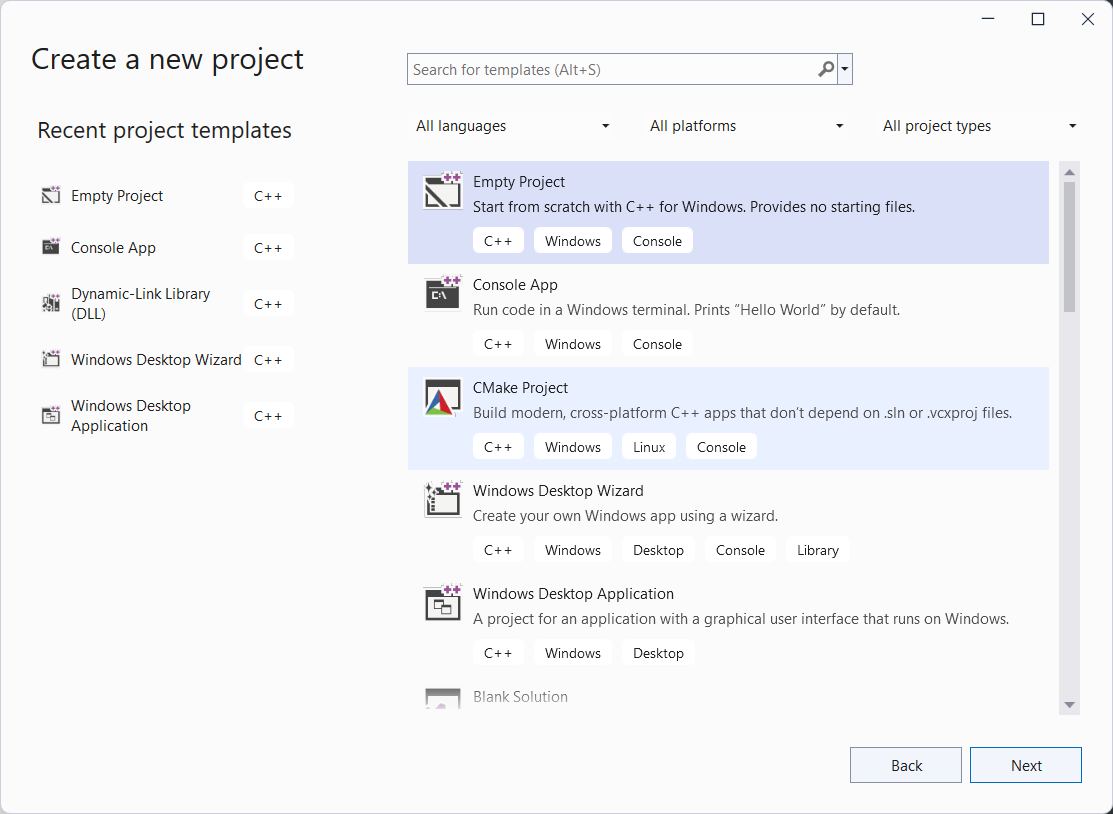 Create a new project
Search for templates (Alt+S)
Recent project templates
All languages
All platforms
All project types
Empty Project
C++
Console App
C++
Dynamic-Link Library
(DLL)
C++
Windows Desktop Wizard
C++
Windows Desktop
Application
C++
Empty Project
Start from scratch with C++ for Windows. Provides no starting files.
C++ Windows Console
Console App
Run code in a Windows terminal. Prints “Hello World” by default.
C++ Windows Console
CMake Project
Build modern, cross-platform C++ apps that don’t depend on .sln or .vcxproj files.
C++ Windows Linux Console
Windows Desktop Wizard
Create your own Windows app using a wizard.
C++ Windows Desktop Console Library
Windows Desktop Application
A project for an application with a graphical user interface that runs on Windows.
C++ Windows Desktop
Blank Solution
Back
Next